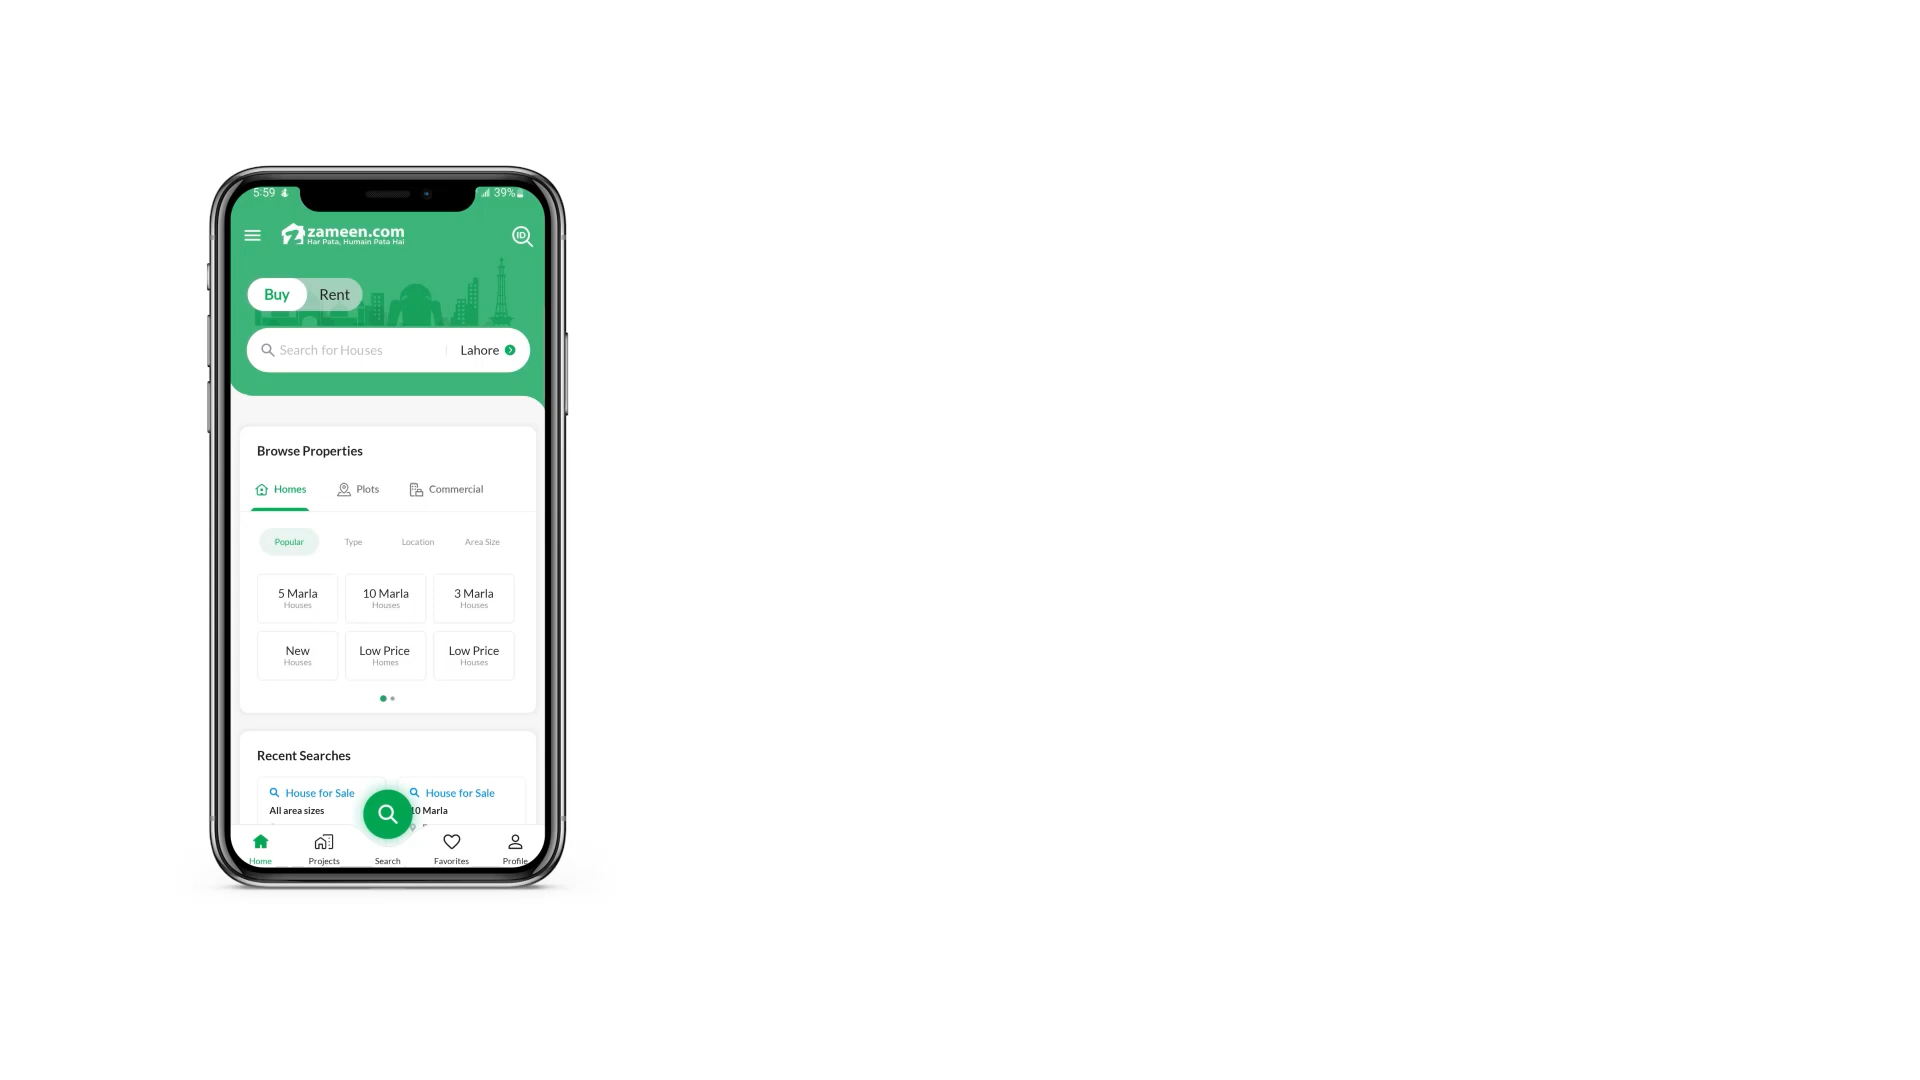 5:59
39%
zameen.com
Har Pata, Humain Pata Hai
ID
Buy
Rent
Search for Houses
Lahore
Browse Properties
Homes
Plots
Commercial
Popular
Type
Location
Area Size
5 Marla
Houses
10 Marla
Houses
3 Marla
Houses
New
Houses
Low Price
Homes
Low Price
Houses
Recent Searches
House for Sale
All area sizes
House for Sale
10 Marla
Home
Projects
Search
Favorites
Profile